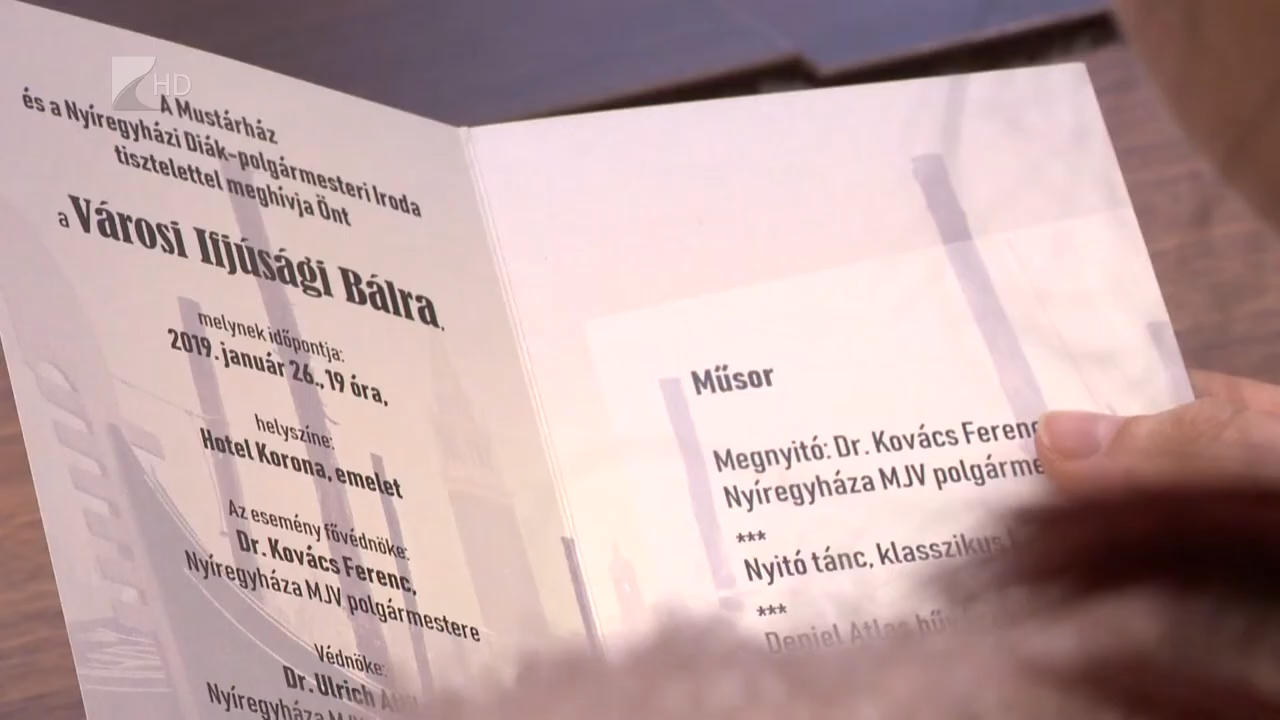 HD
A Mustárház
és a Nyíregyházi Diák-polgármesteri Iroda
tisztelettel meghívja Önt
a Városi Ifjúsági Bálra,
melynek időpontja:
2019. január 26., 19 óra,
helyszíne:
Hotel Korona, emelet
Az esemény fővédnöke:
Dr. Kovács Ferenc,
Nyíregyháza MJV polgármestere
Védnöke:
Dr. Ulrich
Nyíregyháza
Műsor
Megnyitó: Dr. Kovács Ferenc
Nyíregyháza MJV polgárme
***
Nyitó tánc, klasszikus
***
Deniel Atlas